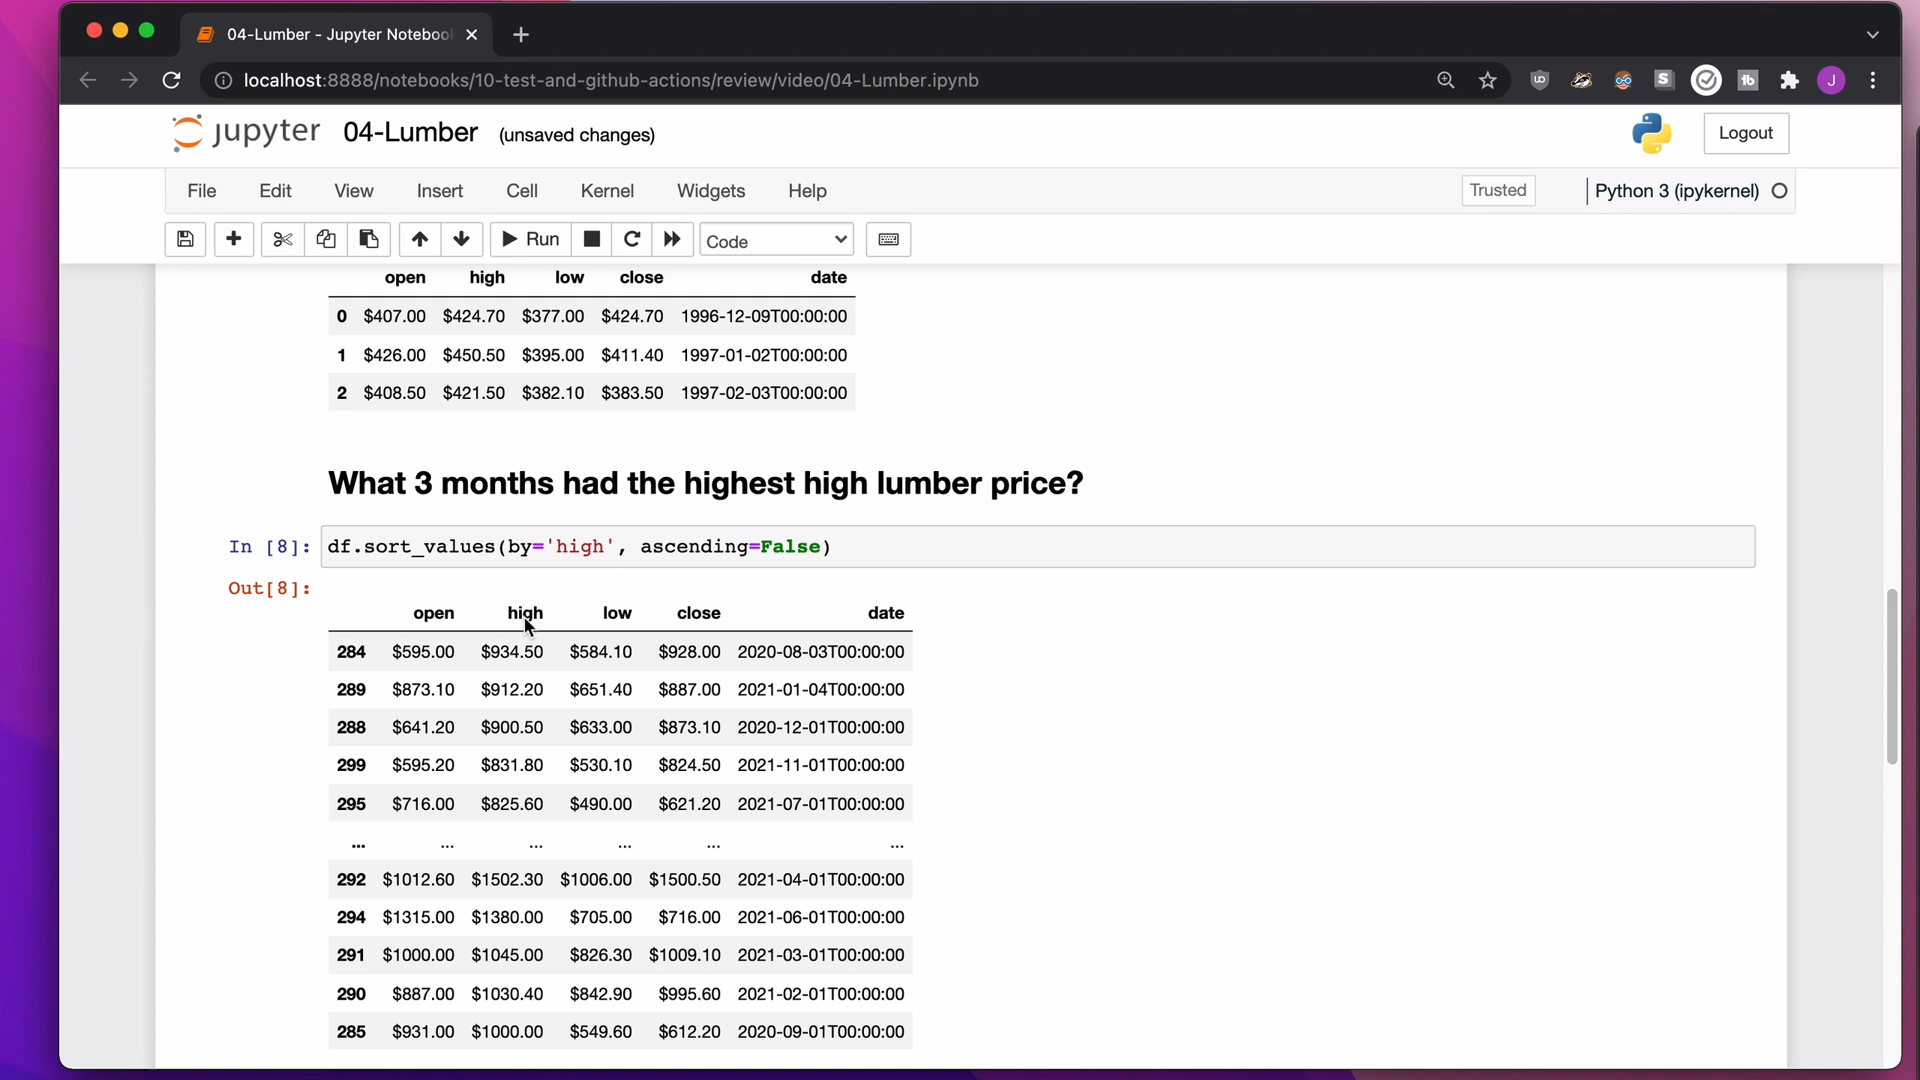 04-Lumber - Jupyter Noteboo
localhost:8888/notebooks/10-test-and-github-actions/review/video/04-Lumber.ipynb
jupyter 04-Lumber (unsaved changes)
Logout
File Edit View Insert Cell Kernel Widgets Help Trusted Python 3 (ipykernel)
Run Code
open high low close date
0 $407.00 $424.70 $377.00 $424.70 1996-12-09T00:00:00
1 $426.00 $450.50 $395.00 $411.40 1997-01-02T00:00:00
2 $408.50 $421.50 $382.10 $383.50 1997-02-03T00:00:00
What 3 months had the highest high lumber price?
In [8]: df.sort_values(by='high', ascending=False)
Out[8]:
open high low close date
284 $595.00 $934.50 $584.10 $928.00 2020-08-03T00:00:00
289 $873.10 $912.20 $651.40 $887.00 2021-01-04T00:00:00
288 $641.20 $900.50 $633.00 $873.10 2020-12-01T00:00:00
299 $595.20 $831.80 $530.10 $824.50 2021-11-01T00:00:00
295 $716.00 $825.60 $490.00 $621.20 2021-07-01T00:00:00
... ... ... ... ... ...
292 $1012.60 $1502.30 $1006.00 $1500.50 2021-04-01T00:00:00
294 $1315.00 $1380.00 $705.00 $716.00 2021-06-01T00:00:00
291 $1000.00 $1045.00 $826.30 $1009.10 2021-03-01T00:00:00
290 $887.00 $1030.40 $842.90 $995.60 2021-02-01T00:00:00
285 $931.00 $1000.00 $549.60 $612.20 2020-09-01T00:00:00